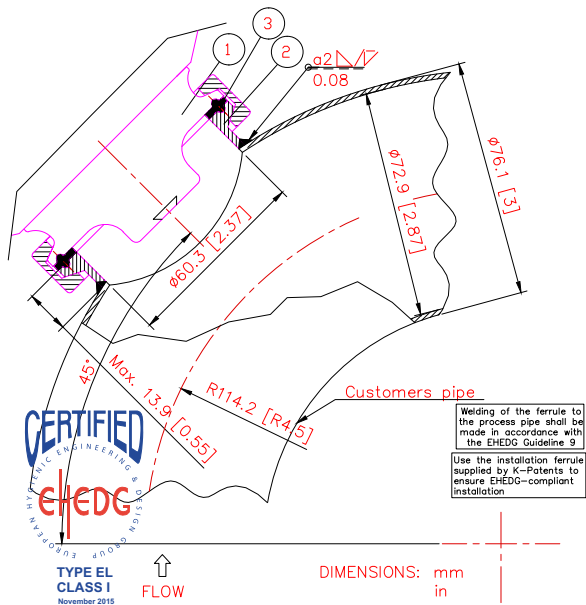 1
2
3
a2
0.08
ø76.1 [3]
ø72.9
[2.87]
ø60.3 [2.37]
45°
Max. 13.9 [0.55]
R114.2 [R4.5]
Customers pipe
Welding of the ferrule to
the process pipe shall be
made in accordance with
the EHEDG Guideline 9
Use the installation ferrule
supplied by K-Patents to
ensure EHEDG-compliant
installation
CERTIFIED
EUROPEAN HYGIENIC ENGINEERING & DESIGN GROUP
EHEDG
TYPE EL
CLASS I
November 2015
FLOW
DIMENSIONS: mm
in